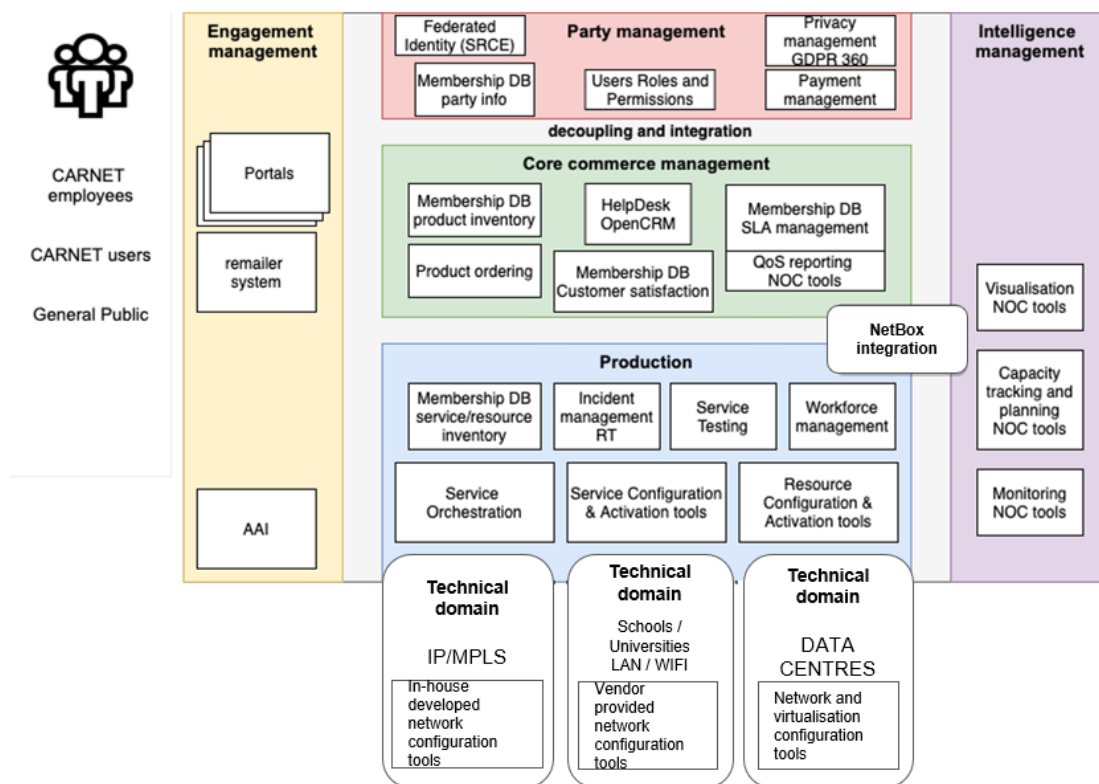 CARNET
employees
CARNET users
General Public
Engagement
management
Portals
remailer
system
AAI
Party management
Federated
Identity (SRCE)
Privacy
management
GDPR 360
Membership DB
party info
Users Roles and
Permissions
Payment
management
decoupling and integration
Core commerce management
Membership DB
product inventory
HelpDesk
OpenCRM
Membership DB
SLA management
Product ordering
Membership DB
Customer satisfaction
QoS reporting
NOC tools
NetBox
integration
Production
Membership DB
service/resource
inventory
Incident
management
RT
Service
Testing
Workforce
management
Service
Orchestration
Service Configuration
& Activation tools
Resource
Configuration &
Activation tools
Intelligence
management
Visualisation
NOC tools
Capacity
tracking and
planning
NOC tools
Monitoring
NOC tools
Technical
domain
IP/MPLS
In-house
developed
network
configuration
tools
Technical
domain
Schools /
Universities
LAN / WIFI
Vendor
provided
network
configuration
tools
Technical
domain
DATA
CENTRES
Network and
virtualisation
configuration
tools